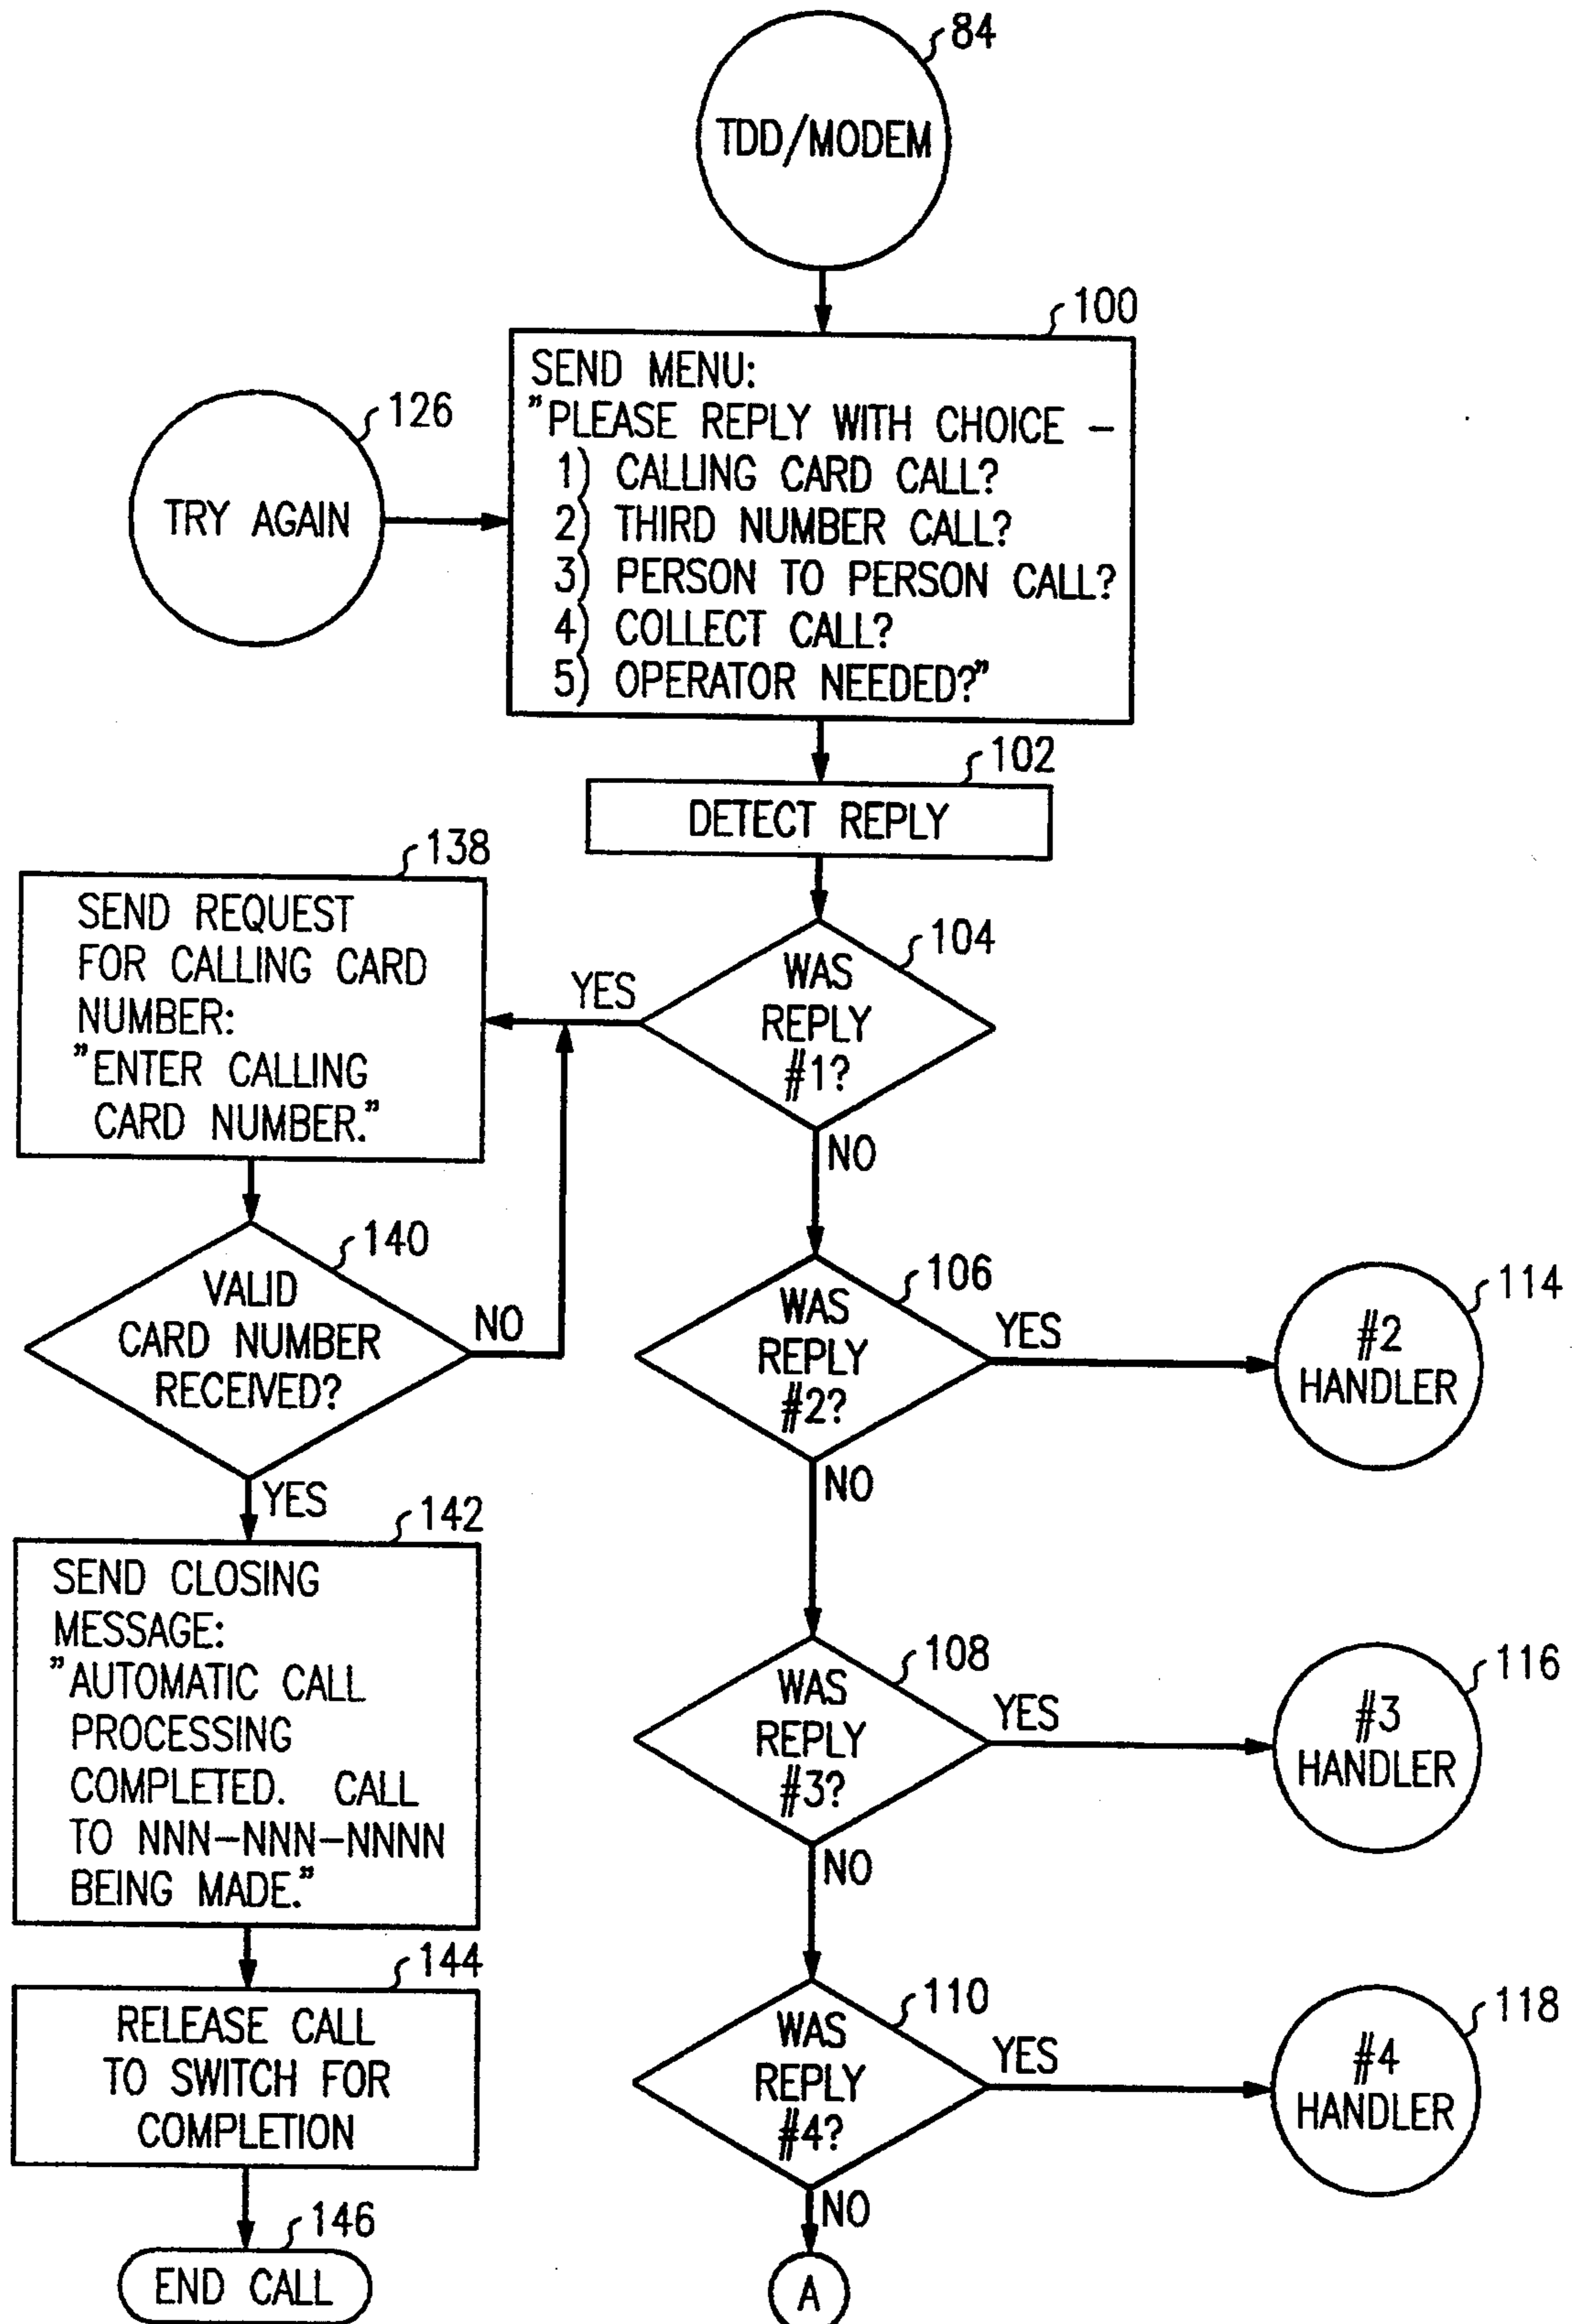 84
TDD/MODEM
100
SEND MENU:
"PLEASE REPLY WITH CHOICE –
1) CALLING CARD CALL?
2) THIRD NUMBER CALL?
3) PERSON TO PERSON CALL?
4) COLLECT CALL?
5) OPERATOR NEEDED?"
126
TRY AGAIN
102
DETECT REPLY
104
WAS
REPLY
#1?
YES
NO
138
SEND REQUEST
FOR CALLING CARD
NUMBER:
"ENTER CALLING
CARD NUMBER."
140
VALID
CARD NUMBER
RECEIVED?
NO
YES
142
SEND CLOSING
MESSAGE:
"AUTOMATIC CALL
PROCESSING
COMPLETED. CALL
TO NNN–NNN–NNNN
BEING MADE."
144
RELEASE CALL
TO SWITCH FOR
COMPLETION
146
END CALL
106
WAS
REPLY
#2?
YES
NO
114
#2
HANDLER
108
WAS
REPLY
#3?
YES
NO
116
#3
HANDLER
110
WAS
REPLY
#4?
YES
NO
118
#4
HANDLER
A